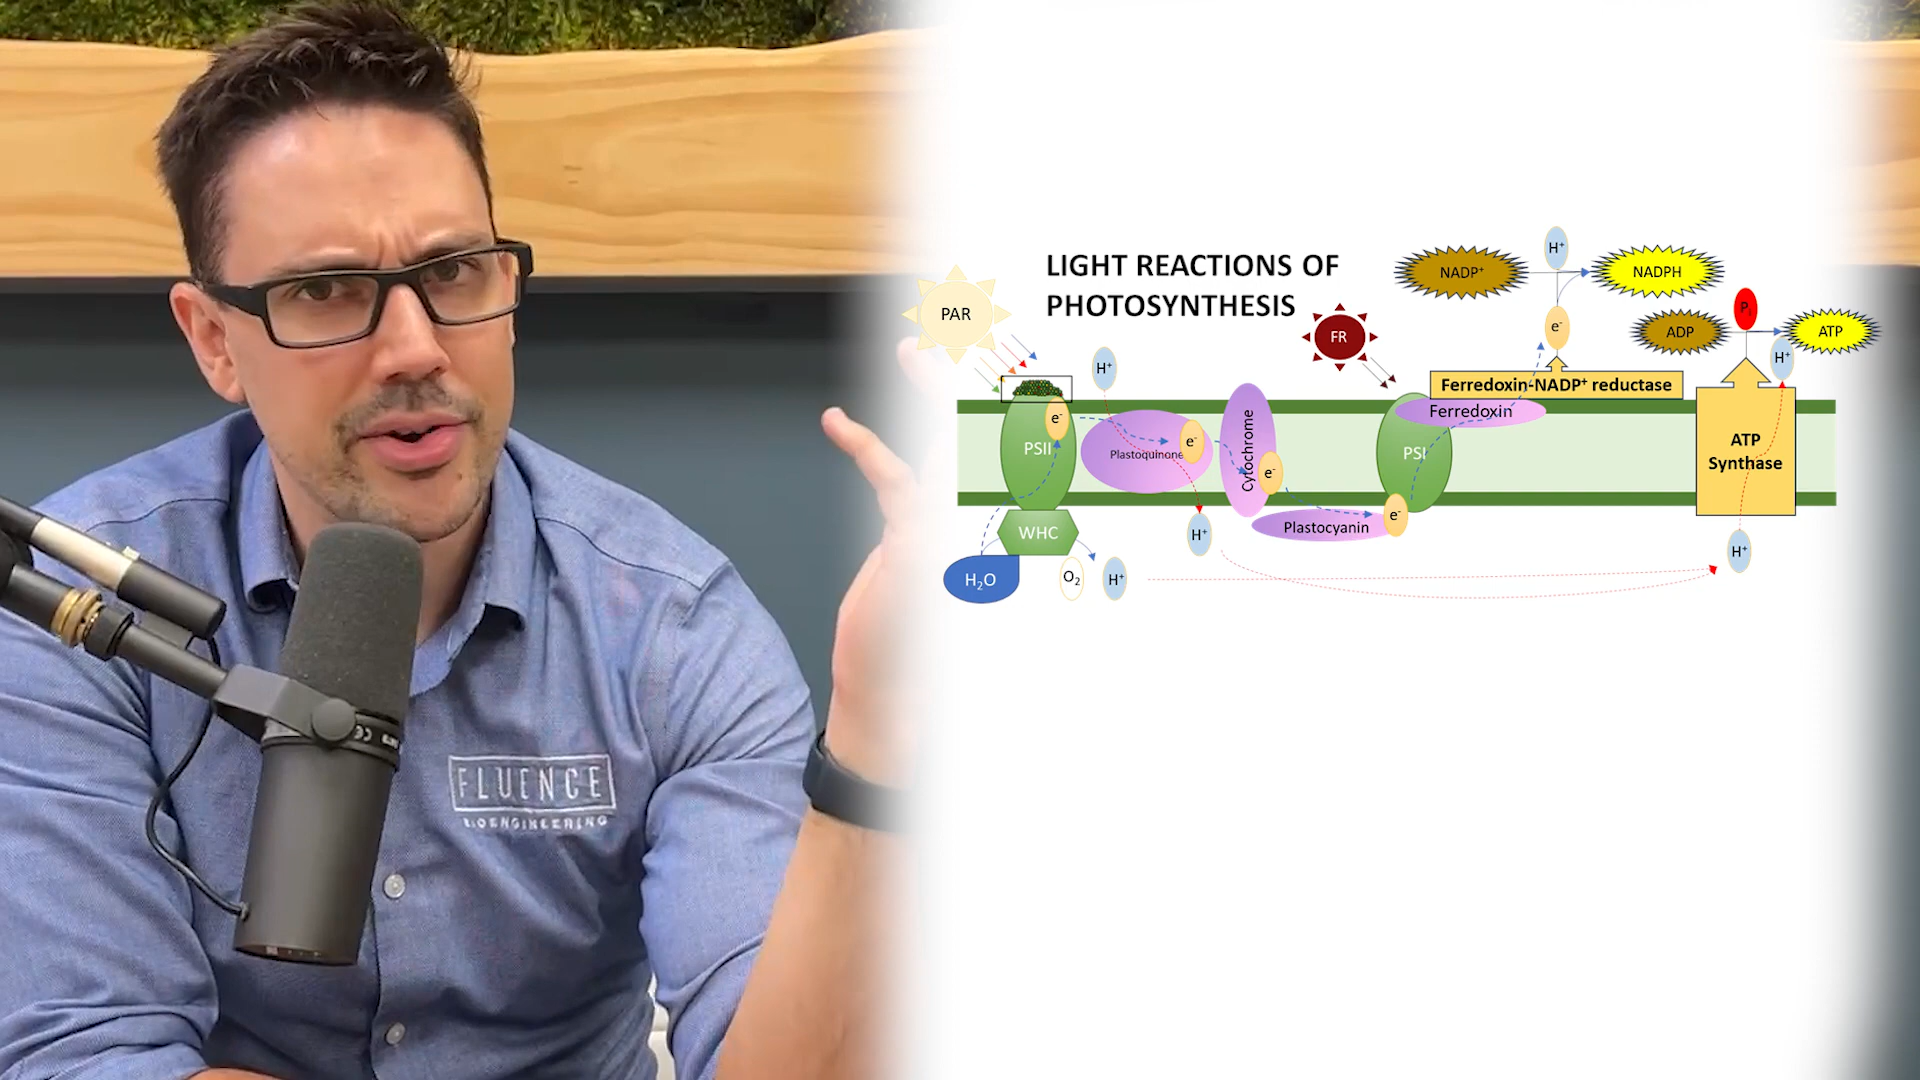 LIGHT REACTIONS OF
PHOTOSYNTHESIS
PAR
FR
H⁺
NADP⁺
NADPH
e⁻
Pᵢ
ADP
ATP
H⁺
H⁺
Ferredoxin-NADP⁺ reductase
Ferredoxin
e⁻
PSII
Plastoquinone
e⁻
Cytochrome
e⁻
PSI
ATP
Synthase
e⁻
Plastocyanin
WHC
H⁺
H⁺
H₂O
O₂
H⁺
FLUENCE
BIOENGINEERING